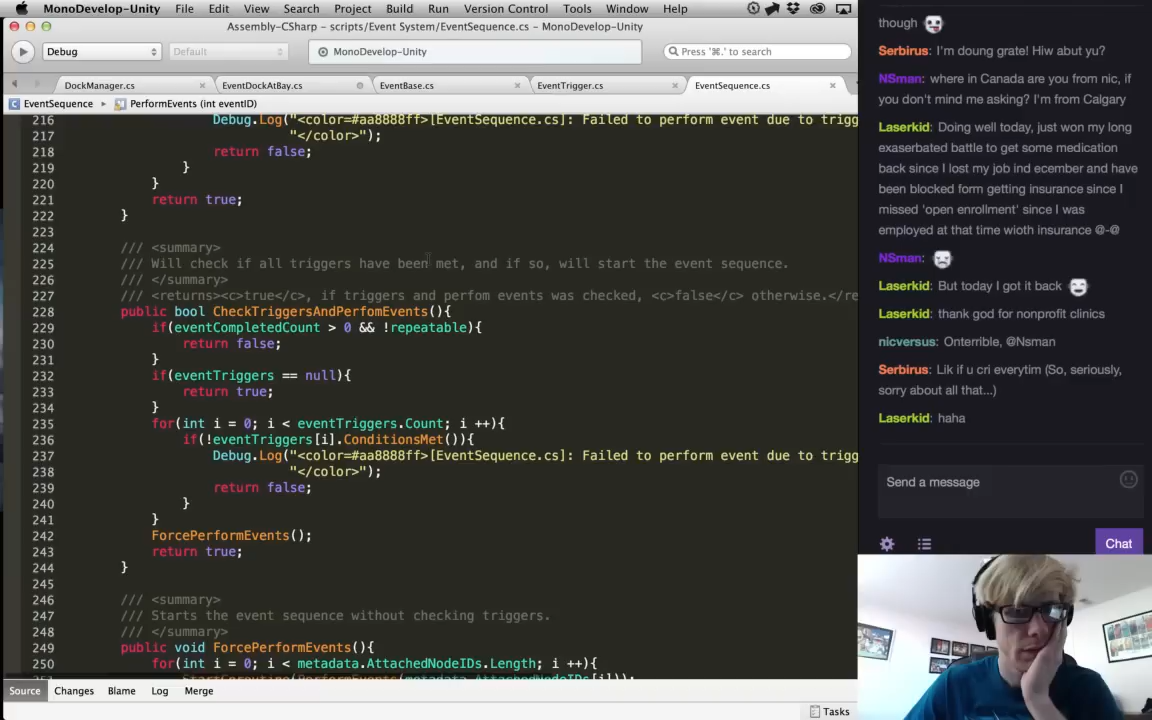 MonoDevelop-Unity File Edit View Search Project Build Run Version Control Tools Window Help
Assembly-CSharp - scripts/Event System/EventSequence.cs - MonoDevelop-Unity
Debug Default MonoDevelop-Unity Press '⌘.' to search
DockManager.cs EventDockAtBay.cs EventBase.cs EventTrigger.cs EventSequence.cs
EventSequence PerformEvents (int eventID)
216 Debug.Log("<color=#aa8888ff>[EventSequence.cs]: Failed to perform event due to trigg
217 "</color>");
218 return false;
219 }
220 }
221 return true;
222 }
223
224 /// <summary>
225 /// Will check if all triggers have been met, and if so, will start the event sequence.
226 /// </summary>
227 /// <returns><c>true</c>, if triggers and perfom events was checked, <c>false</c> otherwise.</re
228 public bool CheckTriggersAndPerfomEvents(){
229 if(eventCompletedCount > 0 && !repeatable){
230 return false;
231 }
232 if(eventTriggers == null){
233 return true;
234 }
235 for(int i = 0; i < eventTriggers.Count; i ++){
236 if(!eventTriggers[i].ConditionsMet()){
237 Debug.Log("<color=#aa8888ff>[EventSequence.cs]: Failed to perform event due to trigg
238 "</color>");
239 return false;
240 }
241 }
242 ForcePerformEvents();
243 return true;
244 }
245
246 /// <summary>
247 /// Starts the event sequence without checking triggers.
248 /// </summary>
249 public void ForcePerformEvents(){
250 for(int i = 0; i < metadata.AttachedNodeIDs.Length; i ++){
StartCoroutine(PerformEvents(metadata.AttachedNodeIDs[i]));
Source Changes Blame Log Merge
Tasks
though
Serbirus: I'm doung grate! Hiw abut yu?
NSman: where in Canada are you from nic, if
you don't mind me asking? I'm from Calgary
Laserkid: Doing well today, just won my long
exaserbated battle to get some medication
back since I lost my job ind ecember and have
been blocked form getting insurance since I
missed 'open enrollment' since I was
employed at that time wioth insurance @-@
NSman:
Laserkid: But today I got it back
Laserkid: thank god for nonprofit clinics
nicversus: Onterrible, @Nsman
Serbirus: Lik if u cri everytim (So, seriously,
sorry about all that...)
Laserkid: haha
Send a message
Chat